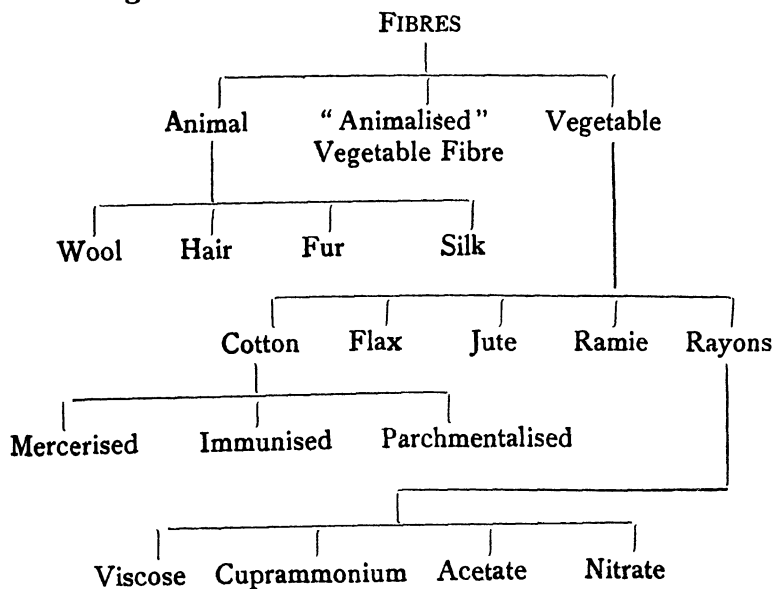 FIBRES
Animal "Animalised" Vegetable
Vegetable Fibre
Wool Hair Fur Silk
Cotton Flax Jute Ramie Rayons
Mercerised Immunised Parchmentalised
Viscose Cuprammonium Acetate Nitrate